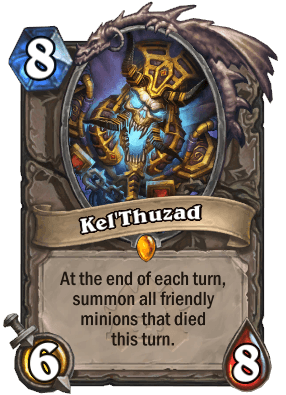 8
Kel'Thuzad
At the end of each turn,
summon all friendly
minions that died
this turn.
6
8